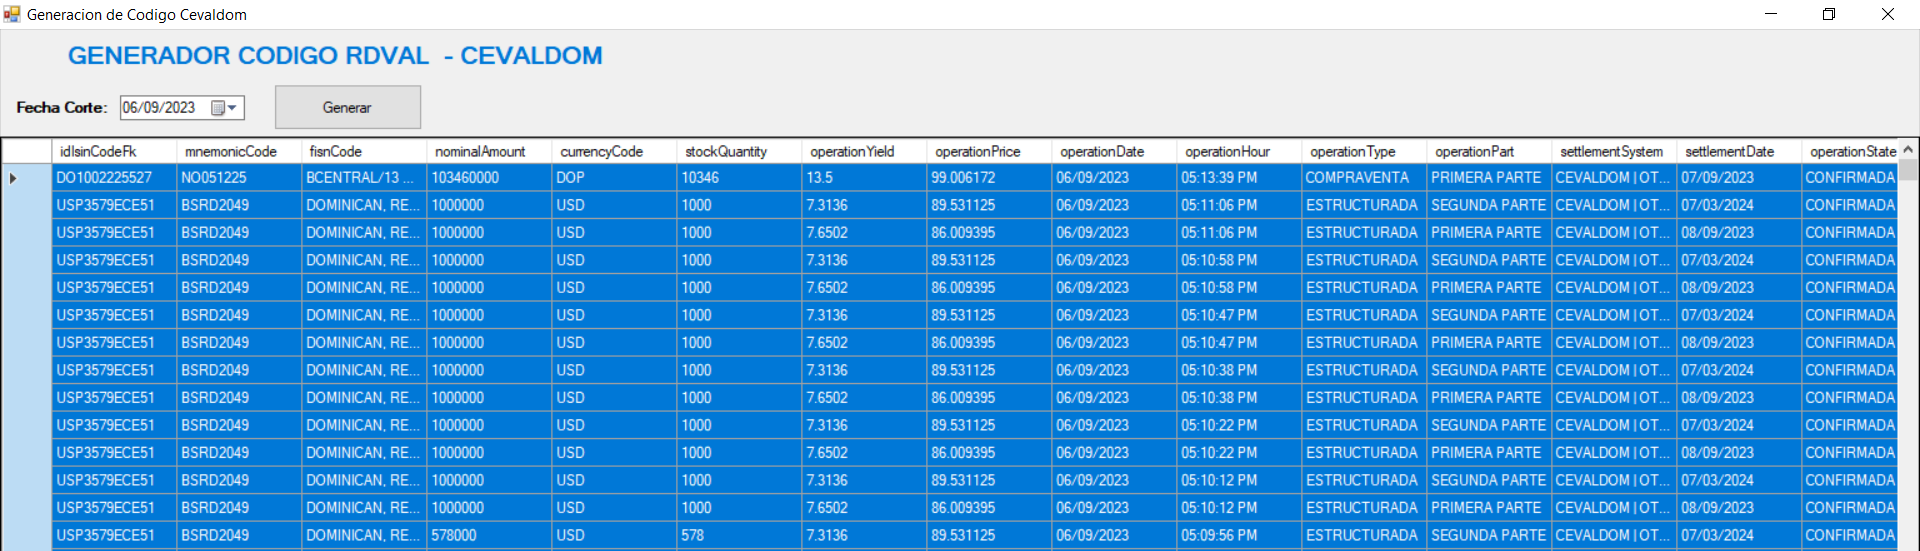 Generacion de Codigo Cevaldom
GENERADOR CODIGO RDVAL - CEVALDOM
Fecha Corte: 06/09/2023 Generar
idIsinCodeFk mnemonicCode fisnCode nominalAmount currencyCode stockQuantity operationYield operationPrice operationDate operationHour operationType operationPart settlementSystem settlementDate operationState
DO1002225527 NO051225 BCENTRAL/13 ... 103460000 DOP 10346 13.5 99.006172 06/09/2023 05:13:39 PM COMPRAVENTA PRIMERA PARTE CEVALDOM | OT... 07/09/2023 CONFIRMADA
USP3579ECE51 BSRD2049 DOMINICAN, RE... 1000000 USD 1000 7.3136 89.531125 06/09/2023 05:11:06 PM ESTRUCTURADA SEGUNDA PARTE CEVALDOM | OT... 07/03/2024 CONFIRMADA
USP3579ECE51 BSRD2049 DOMINICAN, RE... 1000000 USD 1000 7.6502 86.009395 06/09/2023 05:11:06 PM ESTRUCTURADA PRIMERA PARTE CEVALDOM | OT... 08/09/2023 CONFIRMADA
USP3579ECE51 BSRD2049 DOMINICAN, RE... 1000000 USD 1000 7.3136 89.531125 06/09/2023 05:10:58 PM ESTRUCTURADA SEGUNDA PARTE CEVALDOM | OT... 07/03/2024 CONFIRMADA
USP3579ECE51 BSRD2049 DOMINICAN, RE... 1000000 USD 1000 7.6502 86.009395 06/09/2023 05:10:58 PM ESTRUCTURADA PRIMERA PARTE CEVALDOM | OT... 08/09/2023 CONFIRMADA
USP3579ECE51 BSRD2049 DOMINICAN, RE... 1000000 USD 1000 7.3136 89.531125 06/09/2023 05:10:47 PM ESTRUCTURADA SEGUNDA PARTE CEVALDOM | OT... 07/03/2024 CONFIRMADA
USP3579ECE51 BSRD2049 DOMINICAN, RE... 1000000 USD 1000 7.6502 86.009395 06/09/2023 05:10:47 PM ESTRUCTURADA PRIMERA PARTE CEVALDOM | OT... 08/09/2023 CONFIRMADA
USP3579ECE51 BSRD2049 DOMINICAN, RE... 1000000 USD 1000 7.3136 89.531125 06/09/2023 05:10:38 PM ESTRUCTURADA SEGUNDA PARTE CEVALDOM | OT... 07/03/2024 CONFIRMADA
USP3579ECE51 BSRD2049 DOMINICAN, RE... 1000000 USD 1000 7.6502 86.009395 06/09/2023 05:10:38 PM ESTRUCTURADA PRIMERA PARTE CEVALDOM | OT... 08/09/2023 CONFIRMADA
USP3579ECE51 BSRD2049 DOMINICAN, RE... 1000000 USD 1000 7.3136 89.531125 06/09/2023 05:10:22 PM ESTRUCTURADA SEGUNDA PARTE CEVALDOM | OT... 07/03/2024 CONFIRMADA
USP3579ECE51 BSRD2049 DOMINICAN, RE... 1000000 USD 1000 7.6502 86.009395 06/09/2023 05:10:22 PM ESTRUCTURADA PRIMERA PARTE CEVALDOM | OT... 08/09/2023 CONFIRMADA
USP3579ECE51 BSRD2049 DOMINICAN, RE... 1000000 USD 1000 7.3136 89.531125 06/09/2023 05:10:12 PM ESTRUCTURADA SEGUNDA PARTE CEVALDOM | OT... 07/03/2024 CONFIRMADA
USP3579ECE51 BSRD2049 DOMINICAN, RE... 1000000 USD 1000 7.6502 86.009395 06/09/2023 05:10:12 PM ESTRUCTURADA PRIMERA PARTE CEVALDOM | OT... 08/09/2023 CONFIRMADA
USP3579ECE51 BSRD2049 DOMINICAN, RE... 578000 USD 578 7.3136 89.531125 06/09/2023 05:09:56 PM ESTRUCTURADA SEGUNDA PARTE CEVALDOM | OT... 07/03/2024 CONFIRMADA